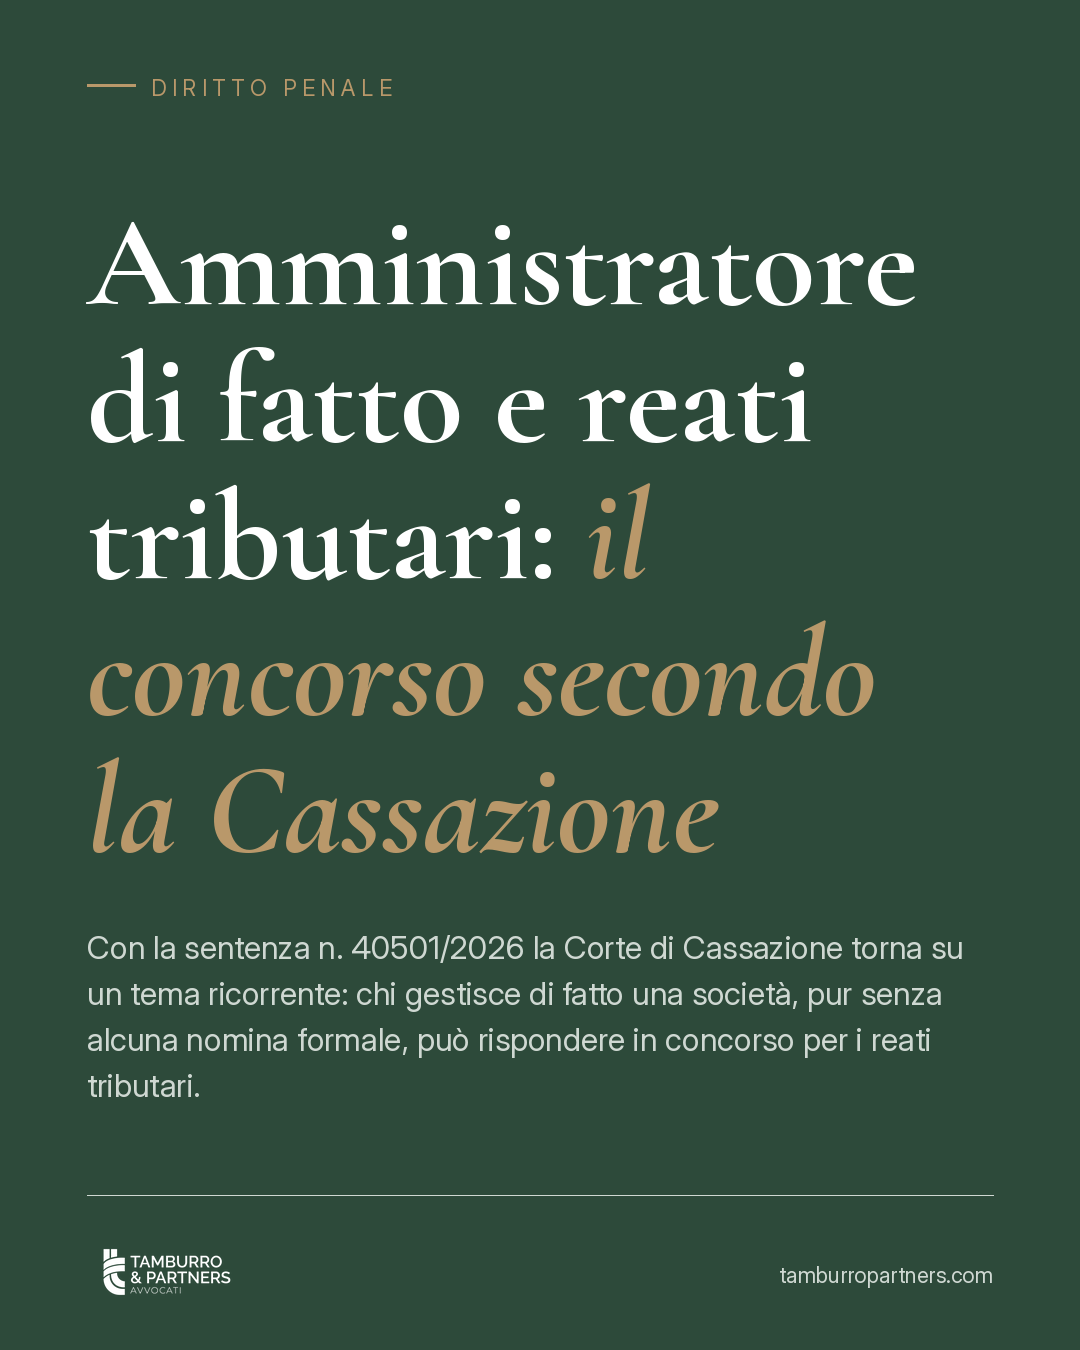 DIRITTO PENALE
Amministratore
di fatto e reati
tributari: il
concorso secondo
la Cassazione
Con la sentenza n. 40501/2026 la Corte di Cassazione torna su
un tema ricorrente: chi gestisce di fatto una società, pur senza
alcuna nomina formale, può rispondere in concorso per i reati
tributari.
TAMBURRO
& PARTNERS
AVVOCATI
tamburropartners.com